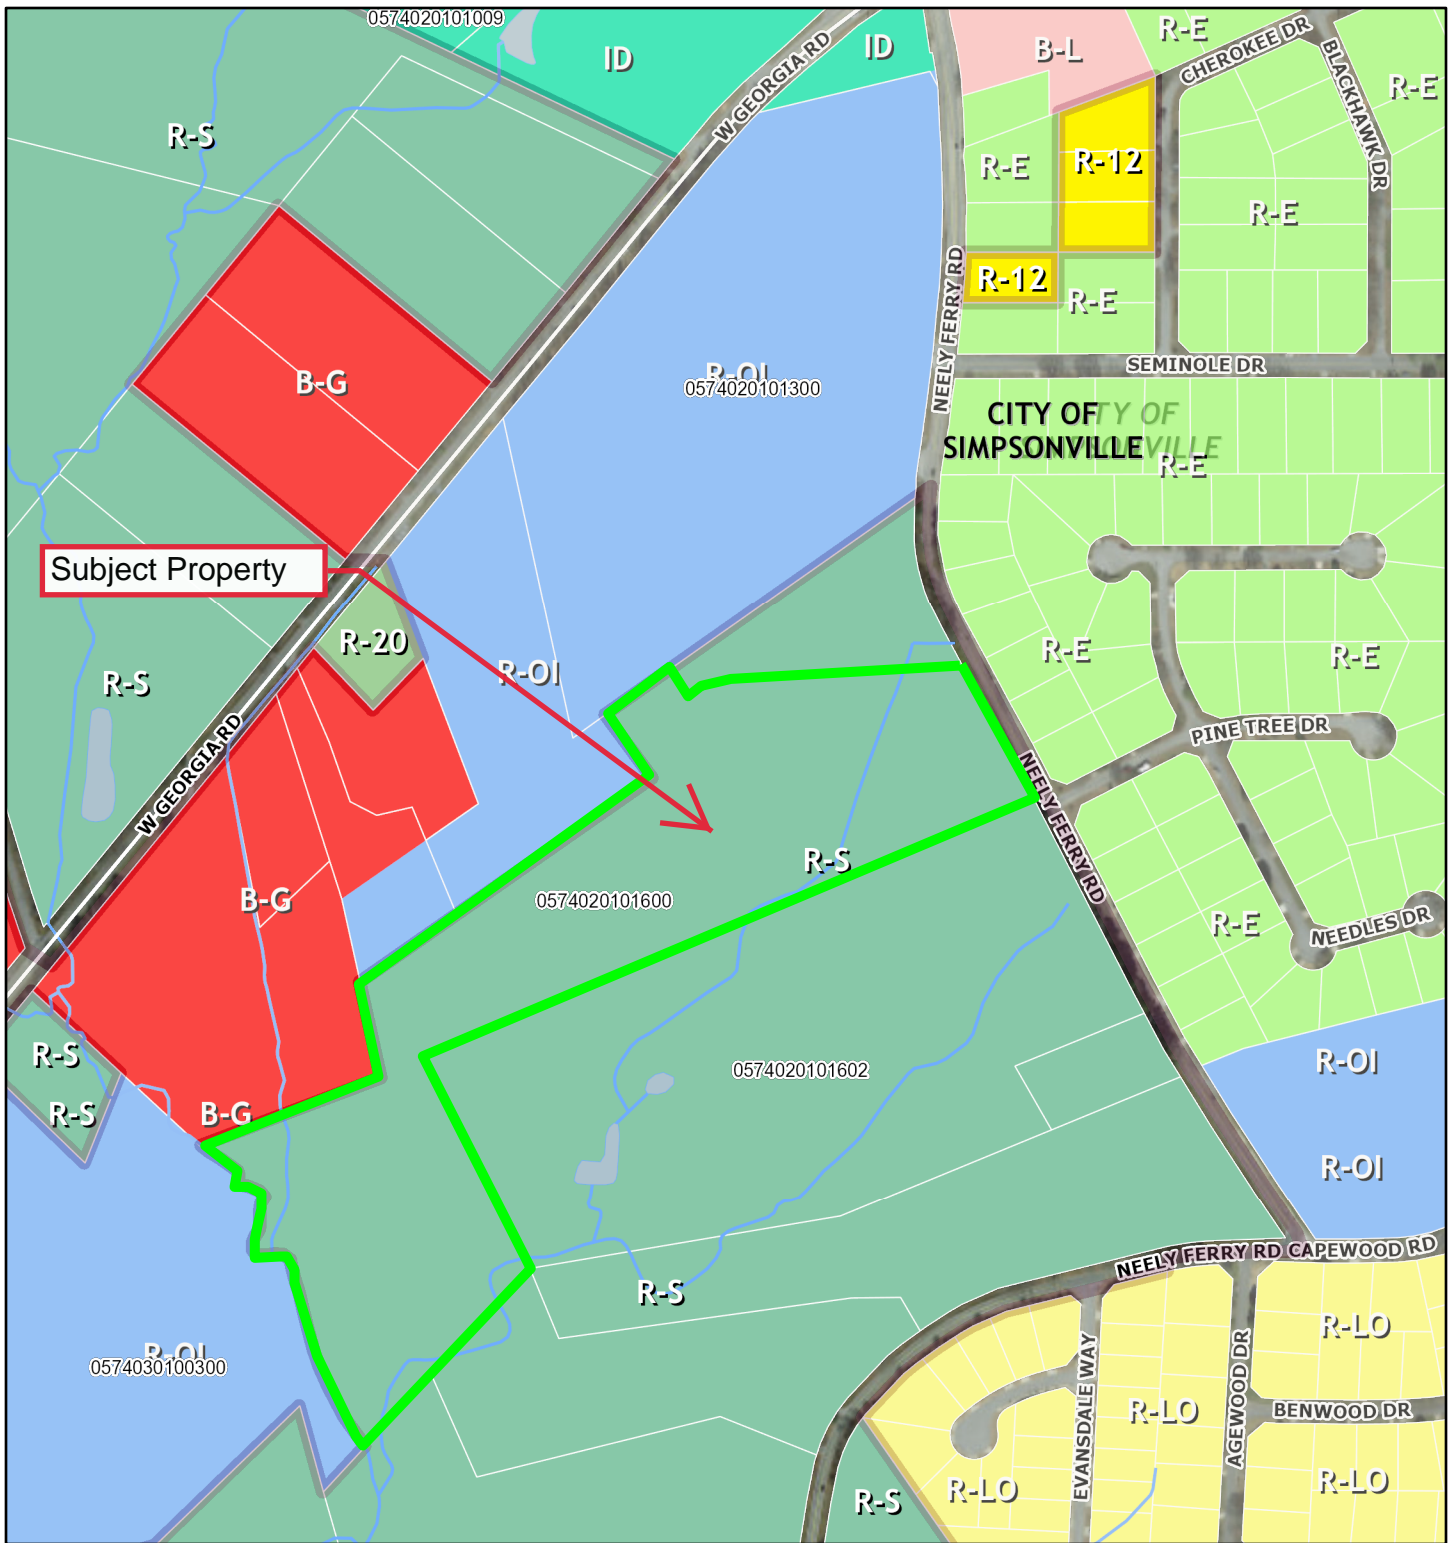 0574020101009
ID
ID
W GEORGIA RD
B-L
R-E
CHEROKEE DR
BLACKHAWK DR
R-E
R-S
R-E
R-12
R-E
R-12
R-E
NEELY FERRY RD
SEMINOLE DR
B-G
R-OI
0574020101300
CITY OF
SIMPSONVILLE
R-E
Subject Property
R-20
R-OI
R-S
R-E
R-E
PINE TREE DR
W GEORGIA RD
NEELY FERRY RD
R-S
0574020101600
B-G
R-E
NEEDLES DR
R-S
0574020101602
R-OI
R-S
B-G
R-OI
NEELY FERRY RD
CAPEWOOD RD
R-S
R-OI
0574030100300
R-LO
EVANSDALE WAY
AGEWOOD DR
R-LO
BENWOOD DR
R-LO
R-LO
R-S